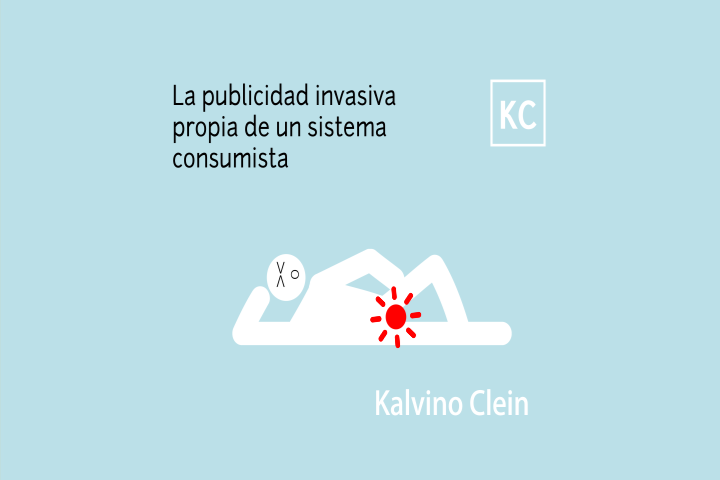 La publicidad invasiva
propia de un sistema
consumista
KC
Kalvino Clein